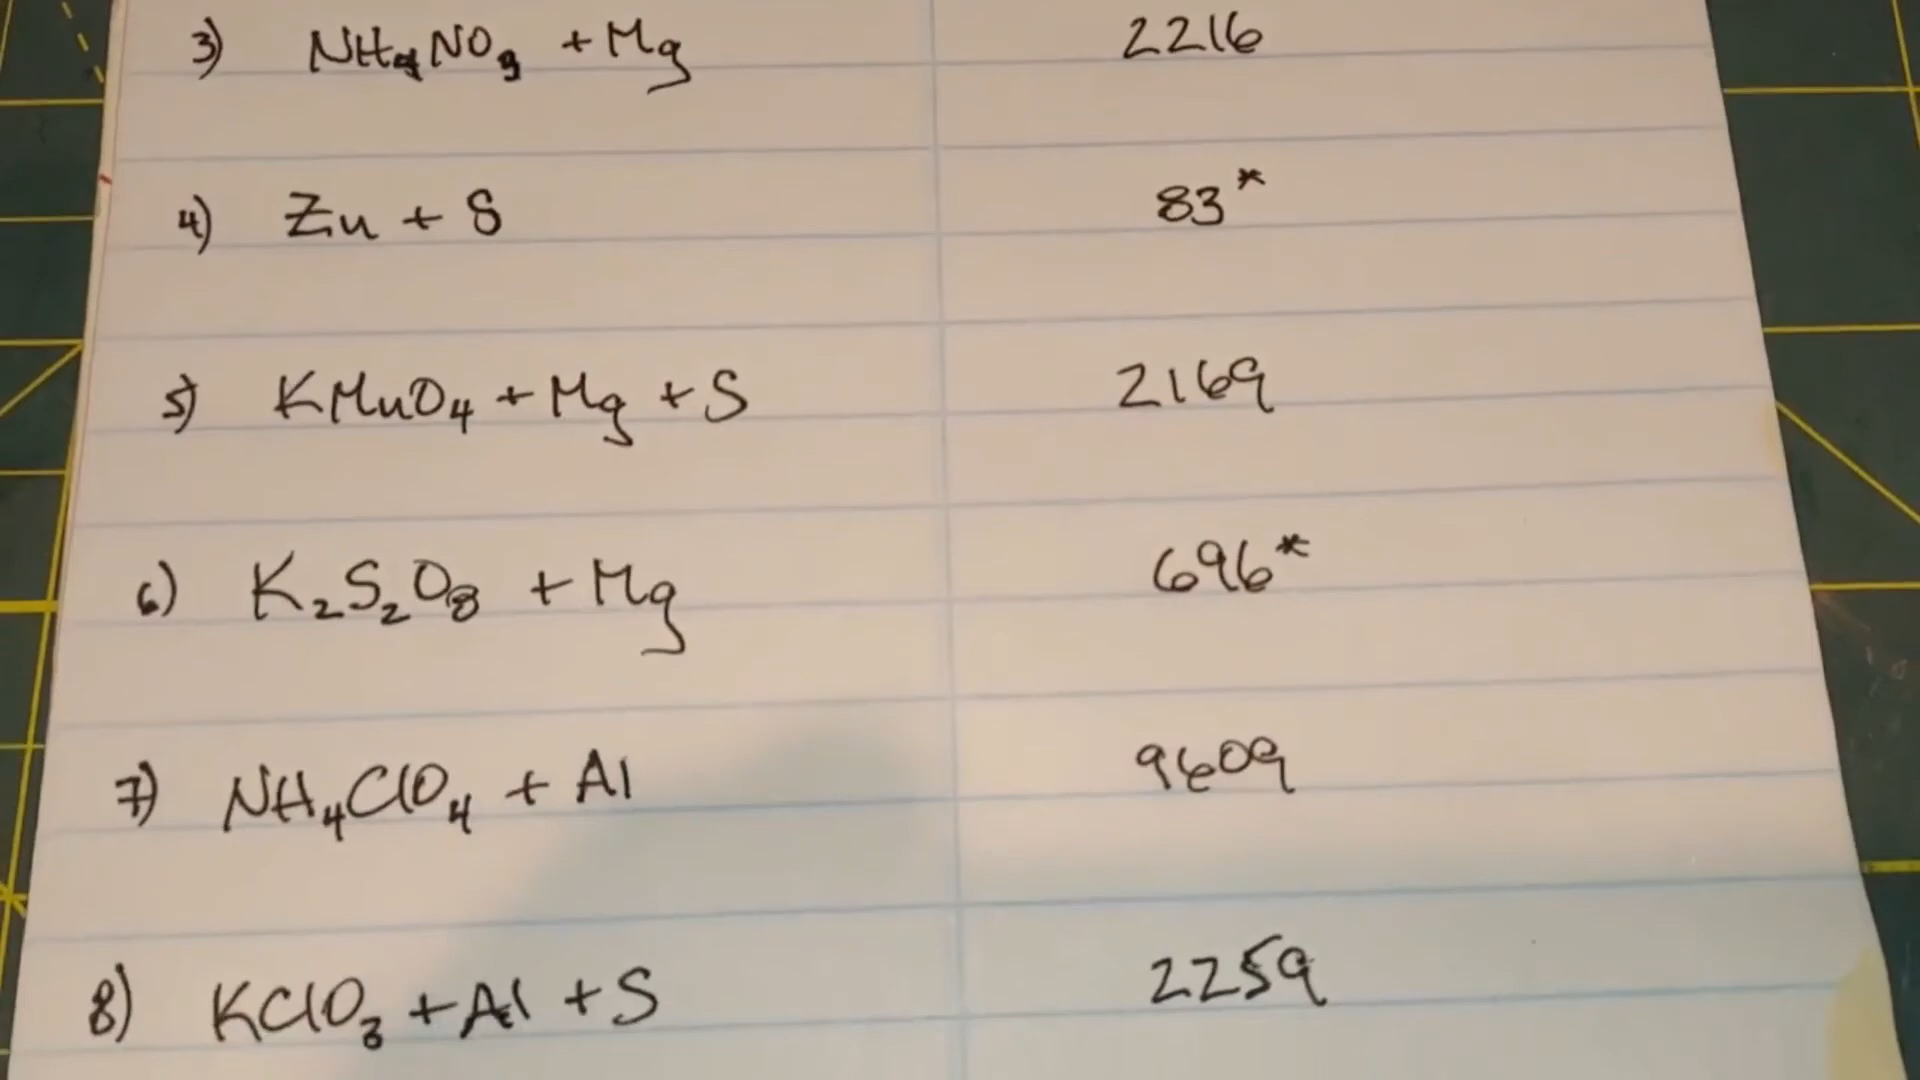 3) NH₄NO₃ + Mg 2216
4) Zn + S 83*
5) KMnO₄ + Mg + S 2169
6) K₂S₂O₈ + Mg 696*
7) NH₄ClO₄ + Al 9609
8) KClO₃ + Al + S 2259